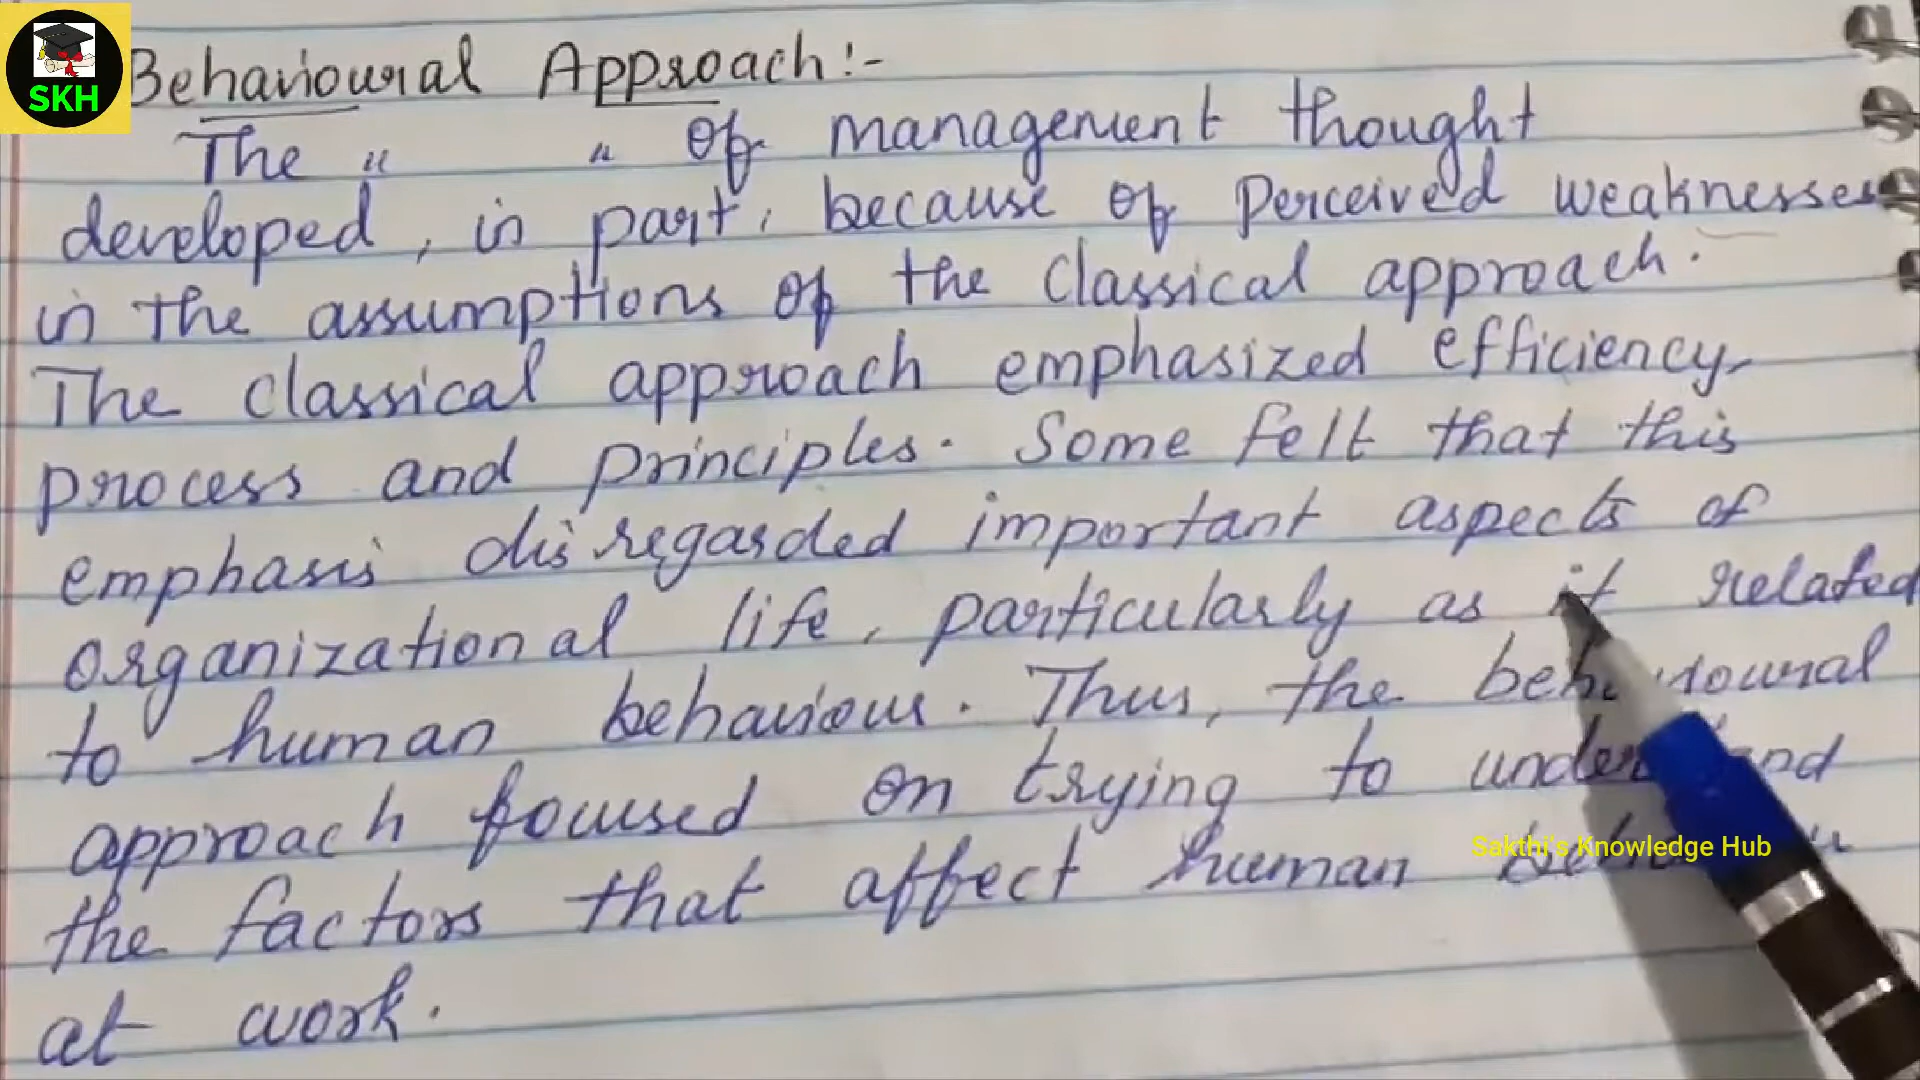 SKH
Behavioural Approach:-
The " " of management thought
developed, in part, because of perceived weaknesses
in the assumptions of the classical approach.
The classical approach emphasized efficiency,
process and principles. Some felt that this
emphasis disregarded important aspects of
organizational life, particularly as it related
to human behaviour. Thus, the behavioural
approach focused on trying to understand
the factors that affect human
at work.
Sakthi's Knowledge Hub